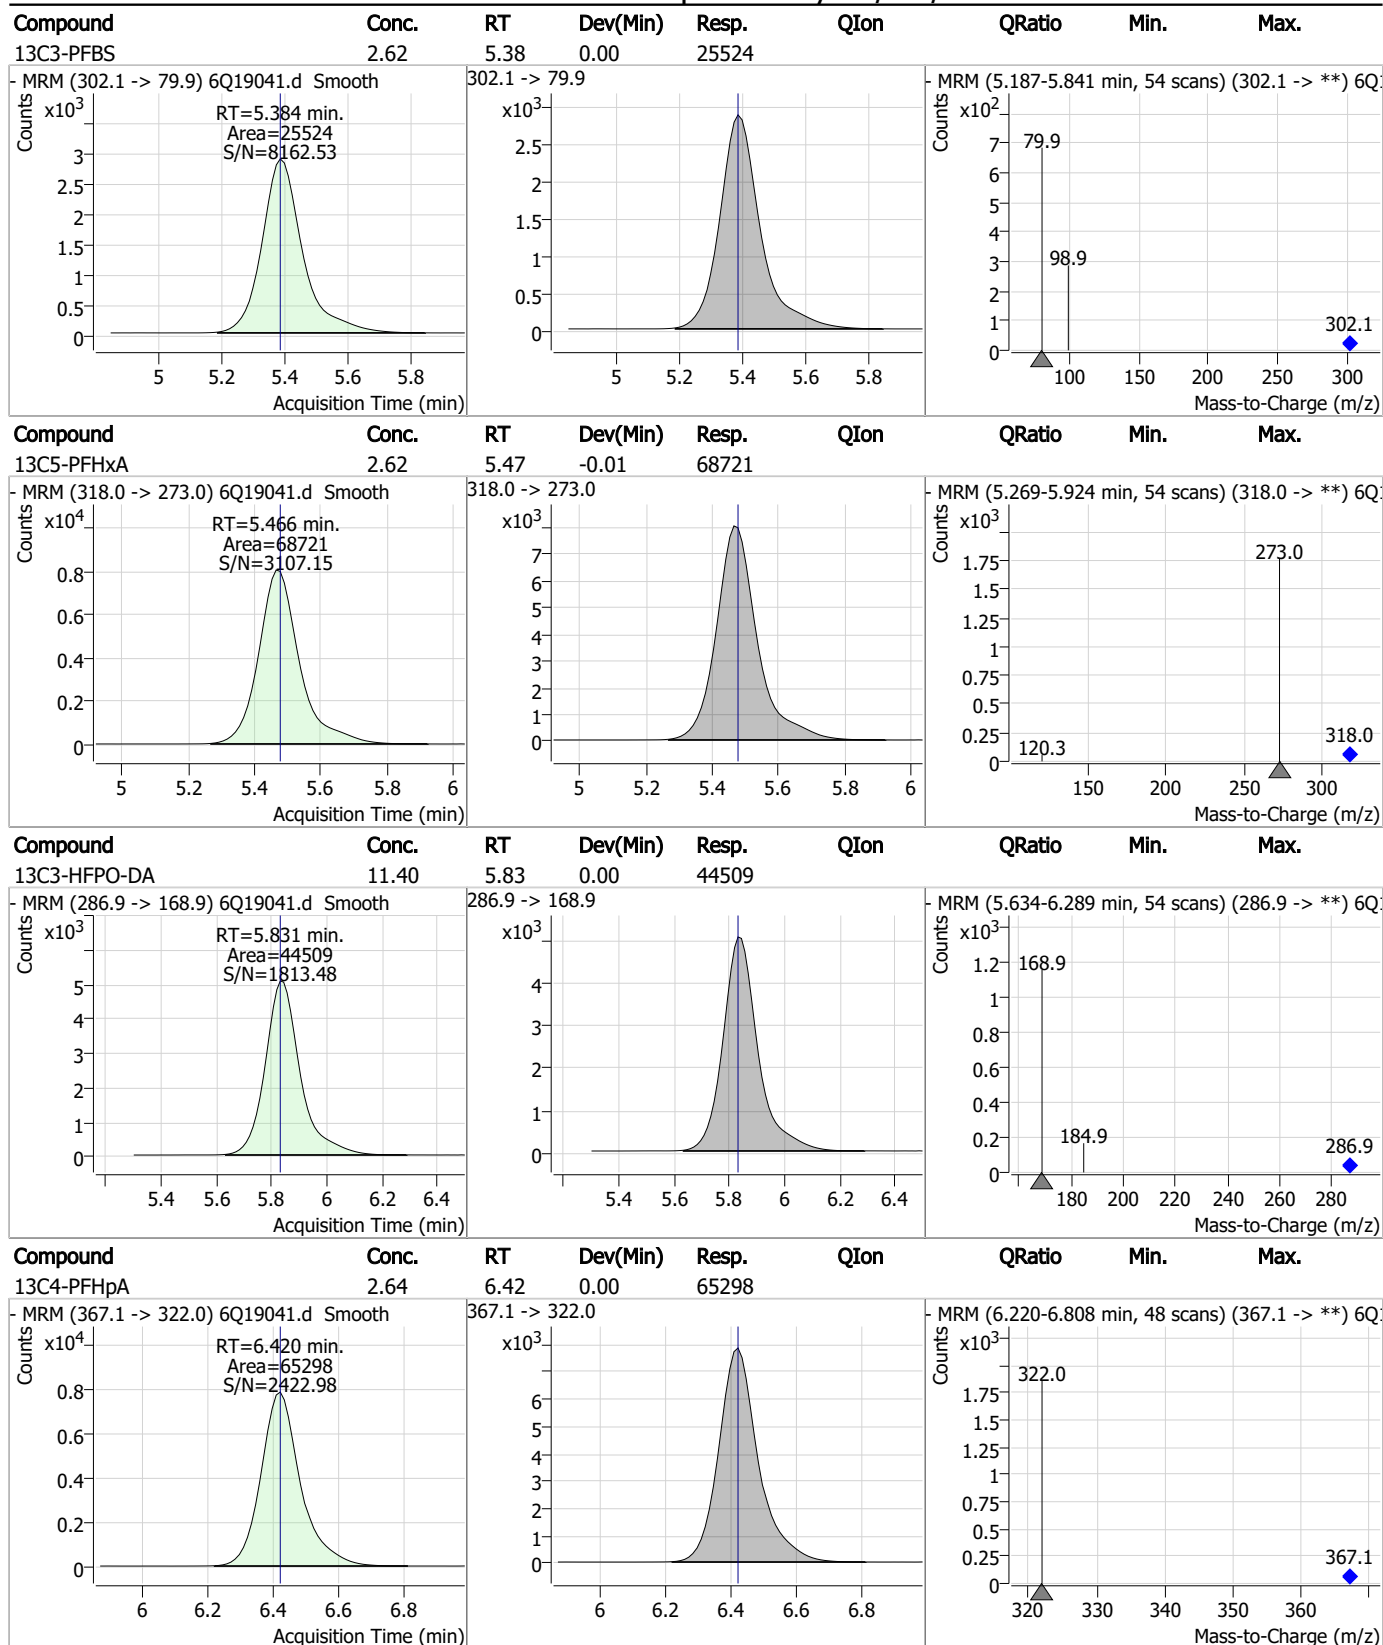 Compound Conc. RT Dev(Min) Resp. QIon QRatio Min. Max.
13C3-PFBS 2.62 5.38 0.00 25524
- MRM (302.1 -> 79.9) 6Q19041.d Smooth
Counts
x10³
RT=5.384 min.
Area=25524
S/N=8162.53
3
2.5
2
1.5
1
0.5
0
5 5.2 5.4 5.6 5.8
Acquisition Time (min)
302.1 -> 79.9
x10³
2.5
2
1.5
1
0.5
0
5 5.2 5.4 5.6 5.8
- MRM (5.187-5.841 min, 54 scans) (302.1 -> **) 6Q
Counts
x10²
7
6
5
4
3
2
1
0
79.9
98.9
302.1
100 150 200 250 300
Mass-to-Charge (m/z)
Compound Conc. RT Dev(Min) Resp. QIon QRatio Min. Max.
13C5-PFHxA 2.62 5.47 -0.01 68721
- MRM (318.0 -> 273.0) 6Q19041.d Smooth
Counts
x10⁴
RT=5.466 min.
Area=68721
S/N=3107.15
0.8
0.6
0.4
0.2
0
5 5.2 5.4 5.6 5.8 6
Acquisition Time (min)
318.0 -> 273.0
x10³
7
6
5
4
3
2
1
0
5 5.2 5.4 5.6 5.8 6
- MRM (5.269-5.924 min, 54 scans) (318.0 -> **) 6Q
Counts
x10³
1.75
1.5
1.25
1
0.75
0.5
0.25
0
273.0
120.3
318.0
150 200 250 300
Mass-to-Charge (m/z)
Compound Conc. RT Dev(Min) Resp. QIon QRatio Min. Max.
13C3-HFPO-DA 11.40 5.83 0.00 44509
- MRM (286.9 -> 168.9) 6Q19041.d Smooth
Counts
x10³
RT=5.831 min.
Area=44509
S/N=1813.48
5
4
3
2
1
0
5.4 5.6 5.8 6 6.2 6.4
Acquisition Time (min)
286.9 -> 168.9
x10³
4
3
2
1
0
5.4 5.6 5.8 6 6.2 6.4
- MRM (5.634-6.289 min, 54 scans) (286.9 -> **) 6Q
Counts
x10³
1.2
1
0.8
0.6
0.4
0.2
0
168.9
184.9
286.9
180 200 220 240 260 280
Mass-to-Charge (m/z)
Compound Conc. RT Dev(Min) Resp. QIon QRatio Min. Max.
13C4-PFHpA 2.64 6.42 0.00 65298
- MRM (367.1 -> 322.0) 6Q19041.d Smooth
Counts
x10⁴
RT=6.420 min.
Area=65298
S/N=2422.98
0.8
0.6
0.4
0.2
0
6 6.2 6.4 6.6 6.8
Acquisition Time (min)
367.1 -> 322.0
x10³
6
5
4
3
2
1
0
6 6.2 6.4 6.6 6.8
- MRM (6.220-6.808 min, 48 scans) (367.1 -> **) 6Q
Counts
x10³
1.75
1.5
1.25
1
0.75
0.5
0.25
0
322.0
367.1
320 330 340 350 360
Mass-to-Charge (m/z)